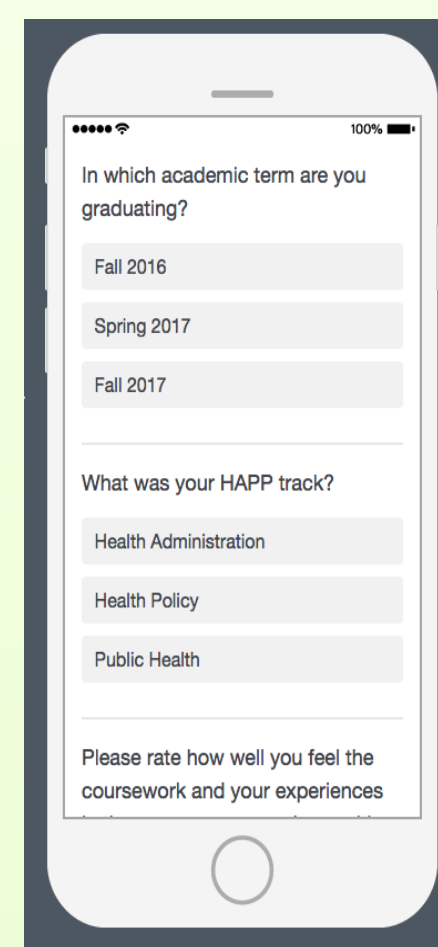 100%
In which academic term are you
graduating?
Fall 2016
Spring 2017
Fall 2017
What was your HAPP track?
Health Administration
Health Policy
Public Health
Please rate how well you feel the
coursework and your experiences